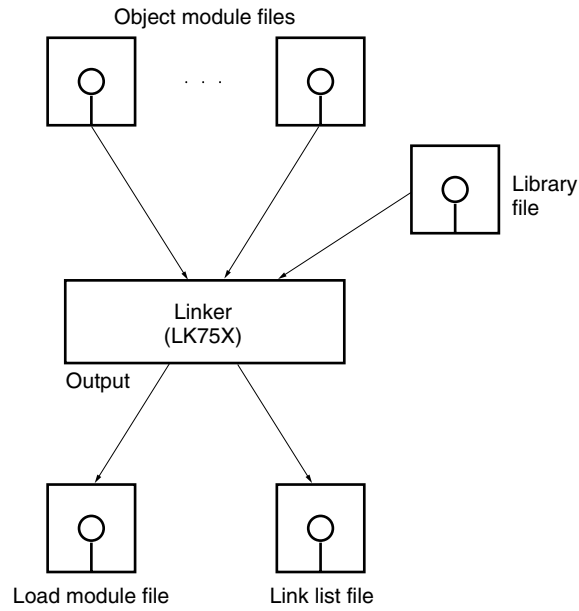 Object module files
. . .
Library
file
Linker
(LK75X)
Output
Load module file
Link list file